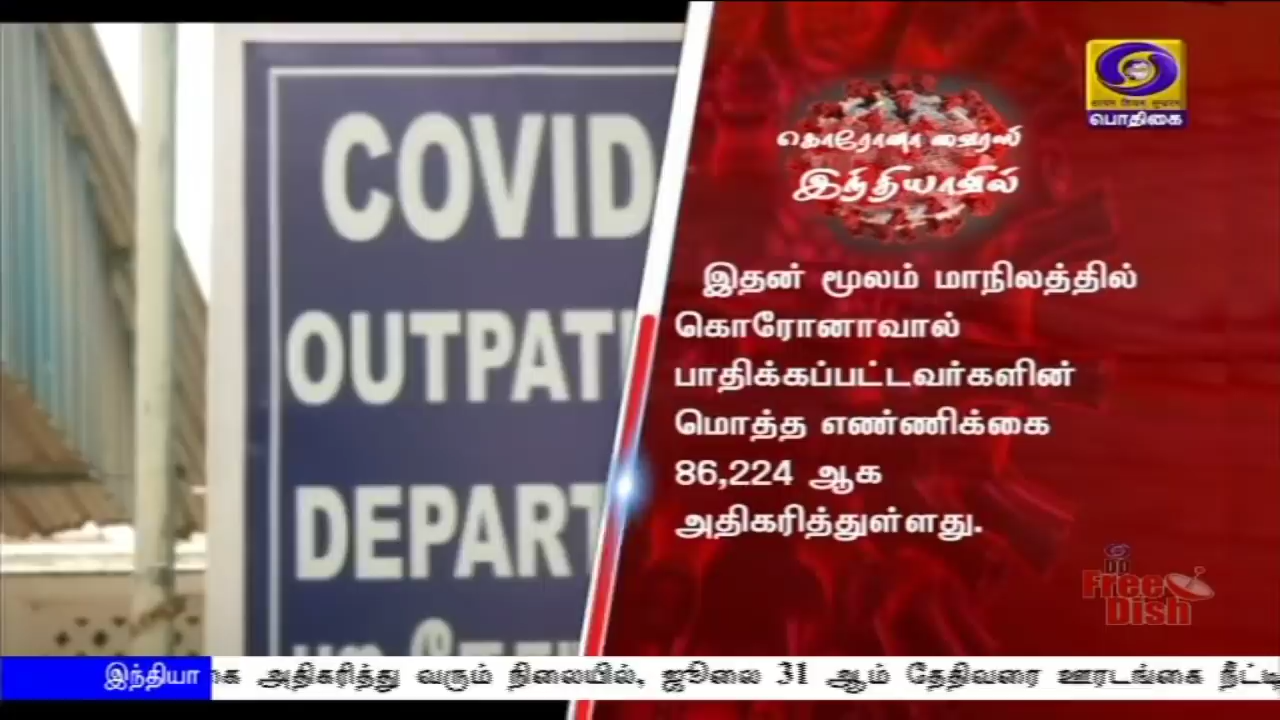 COVID
OUTPATI
DEPART
கொரோனா வைரஸ்
இந்தியாவில்
இதன் மூலம் மாநிலத்தில்
கொரோனாவால்
பாதிக்கப்பட்டவர்களின்
மொத்த எண்ணிக்கை
86,224 ஆக
அதிகரித்துள்ளது.
பொதிகை
DD
Free
Dish
இந்தியா
அதிகரித்து வரும் நிலையில், ஜூலை 31 ஆம் தேதிவரை ஊரடங்கை